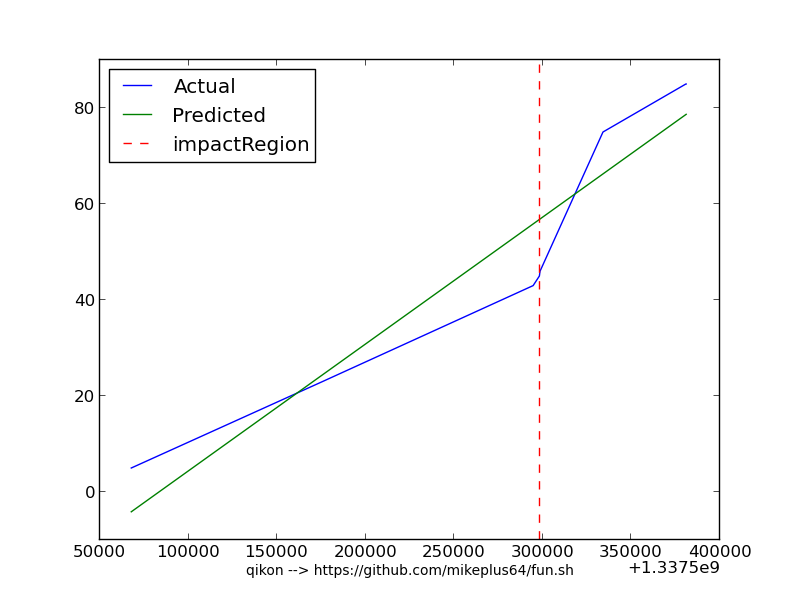 Actual
Predicted
impactRegion
80
60
40
20
0
50000 100000 150000 200000 250000 300000 350000 400000
+1.3375e9
qikon --> https://github.com/mikeplus64/fun.sh